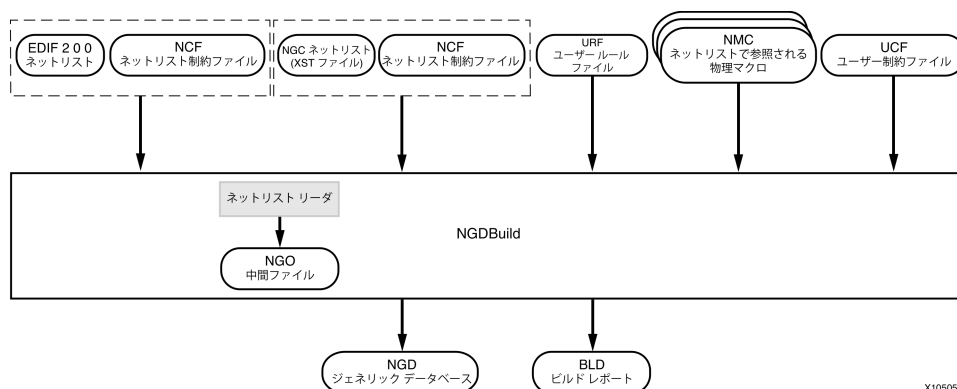 EDIF 2 0 0
ネットリスト
NCF
ネットリスト制約ファイル
NGC ネットリスト
(XST ファイル)
NCF
ネットリスト制約ファイル
URF
ユーザー ルール
ファイル
NMC
ネットリストで参照される
物理マクロ
UCF
ユーザー制約ファイル
ネットリスト リーダ
NGDBuild
NGO
中間ファイル
NGD
ジェネリック データベース
BLD
ビルド レポート
X10505